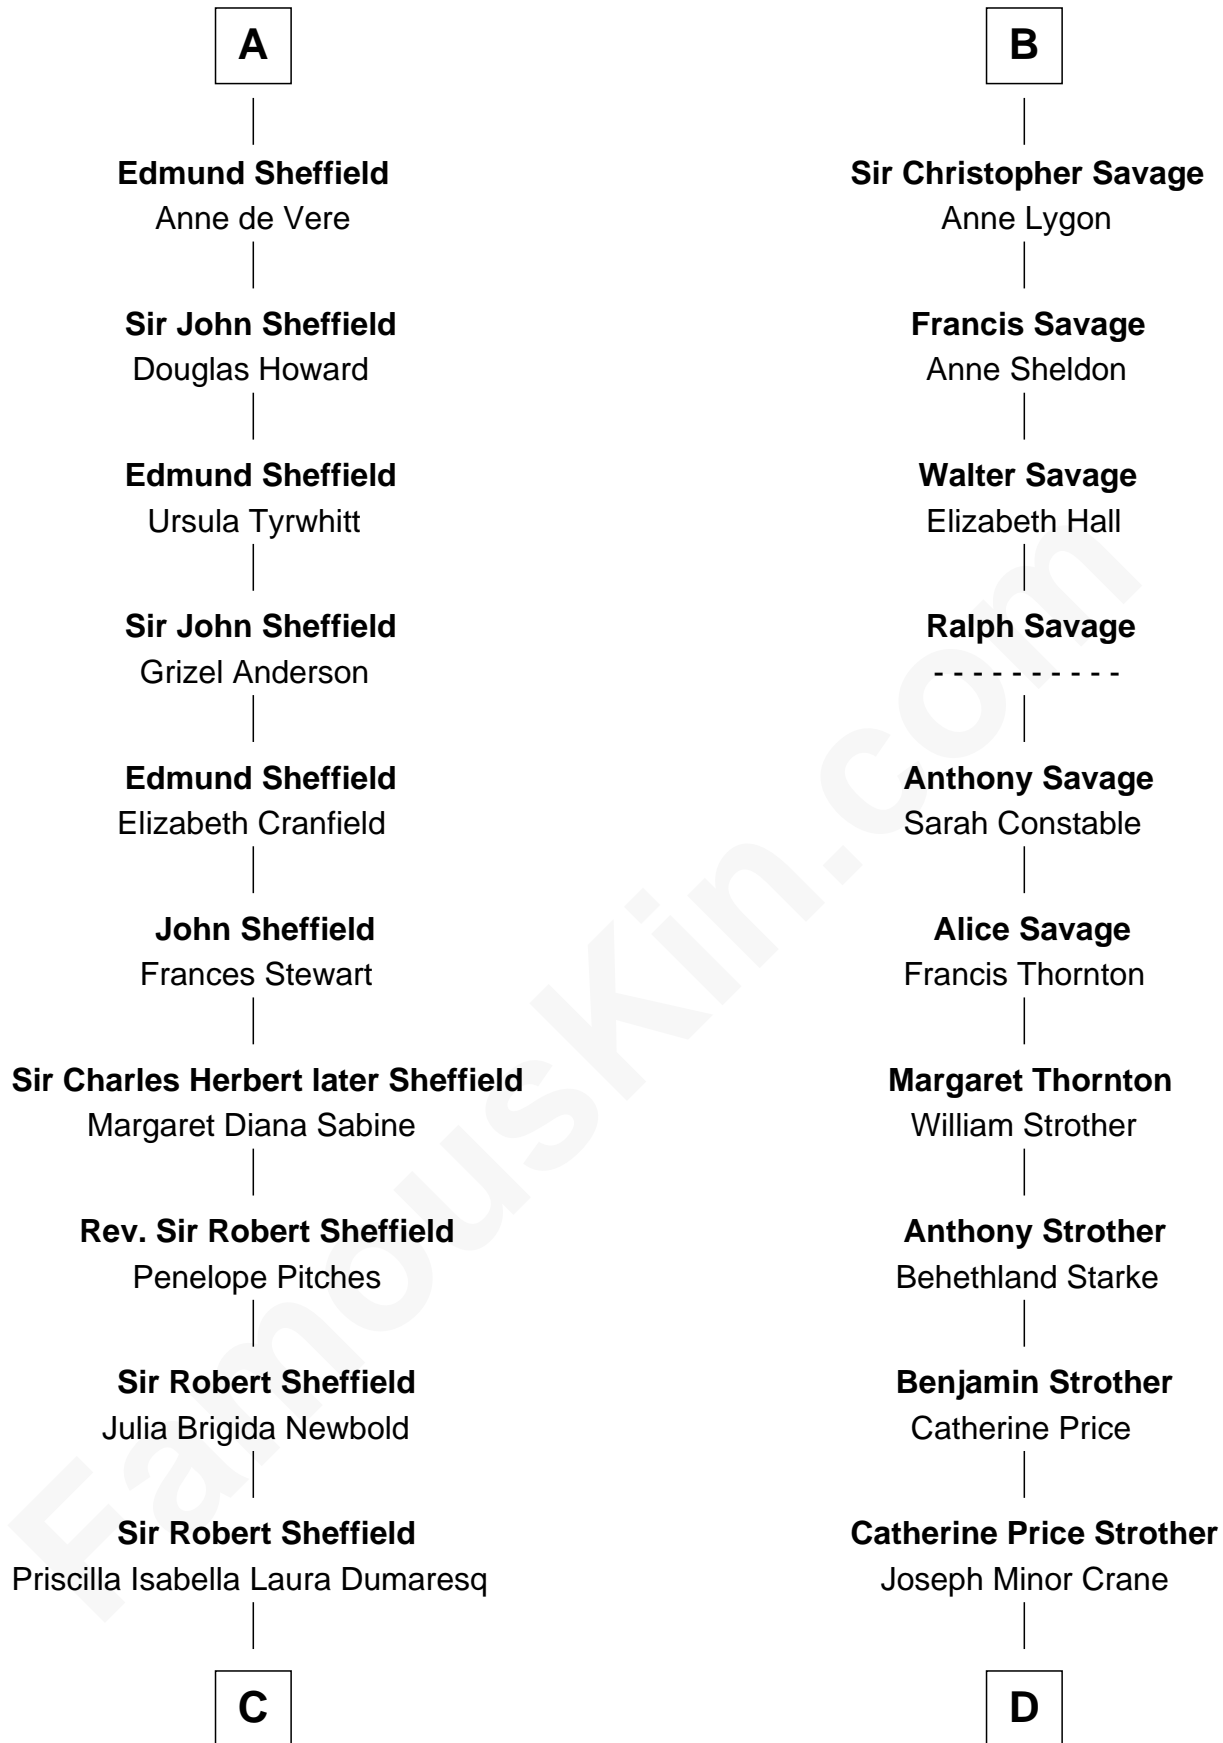 A
Edmund Sheffield
Anne de Vere
Sir John Sheffield
Douglas Howard
Edmund Sheffield
Ursula Tyrwhitt
Sir John Sheffield
Grizel Anderson
Edmund Sheffield
Elizabeth Cranfield
John Sheffield
Frances Stewart
Sir Charles Herbert later Sheffield
Margaret Diana Sabine
Rev. Sir Robert Sheffield
Penelope Pitches
Sir Robert Sheffield
Julia Brigida Newbold
Sir Robert Sheffield
Priscilla Isabella Laura Dumaresq
C
B
Sir Christopher Savage
Anne Lygon
Francis Savage
Anne Sheldon
Walter Savage
Elizabeth Hall
Ralph Savage
- - - - - - - - - -
Anthony Savage
Sarah Constable
Alice Savage
Francis Thornton
Margaret Thornton
William Strother
Anthony Strother
Behethland Starke
Benjamin Strother
Catherine Price
Catherine Price Strother
Joseph Minor Crane
D
FamousKin.com